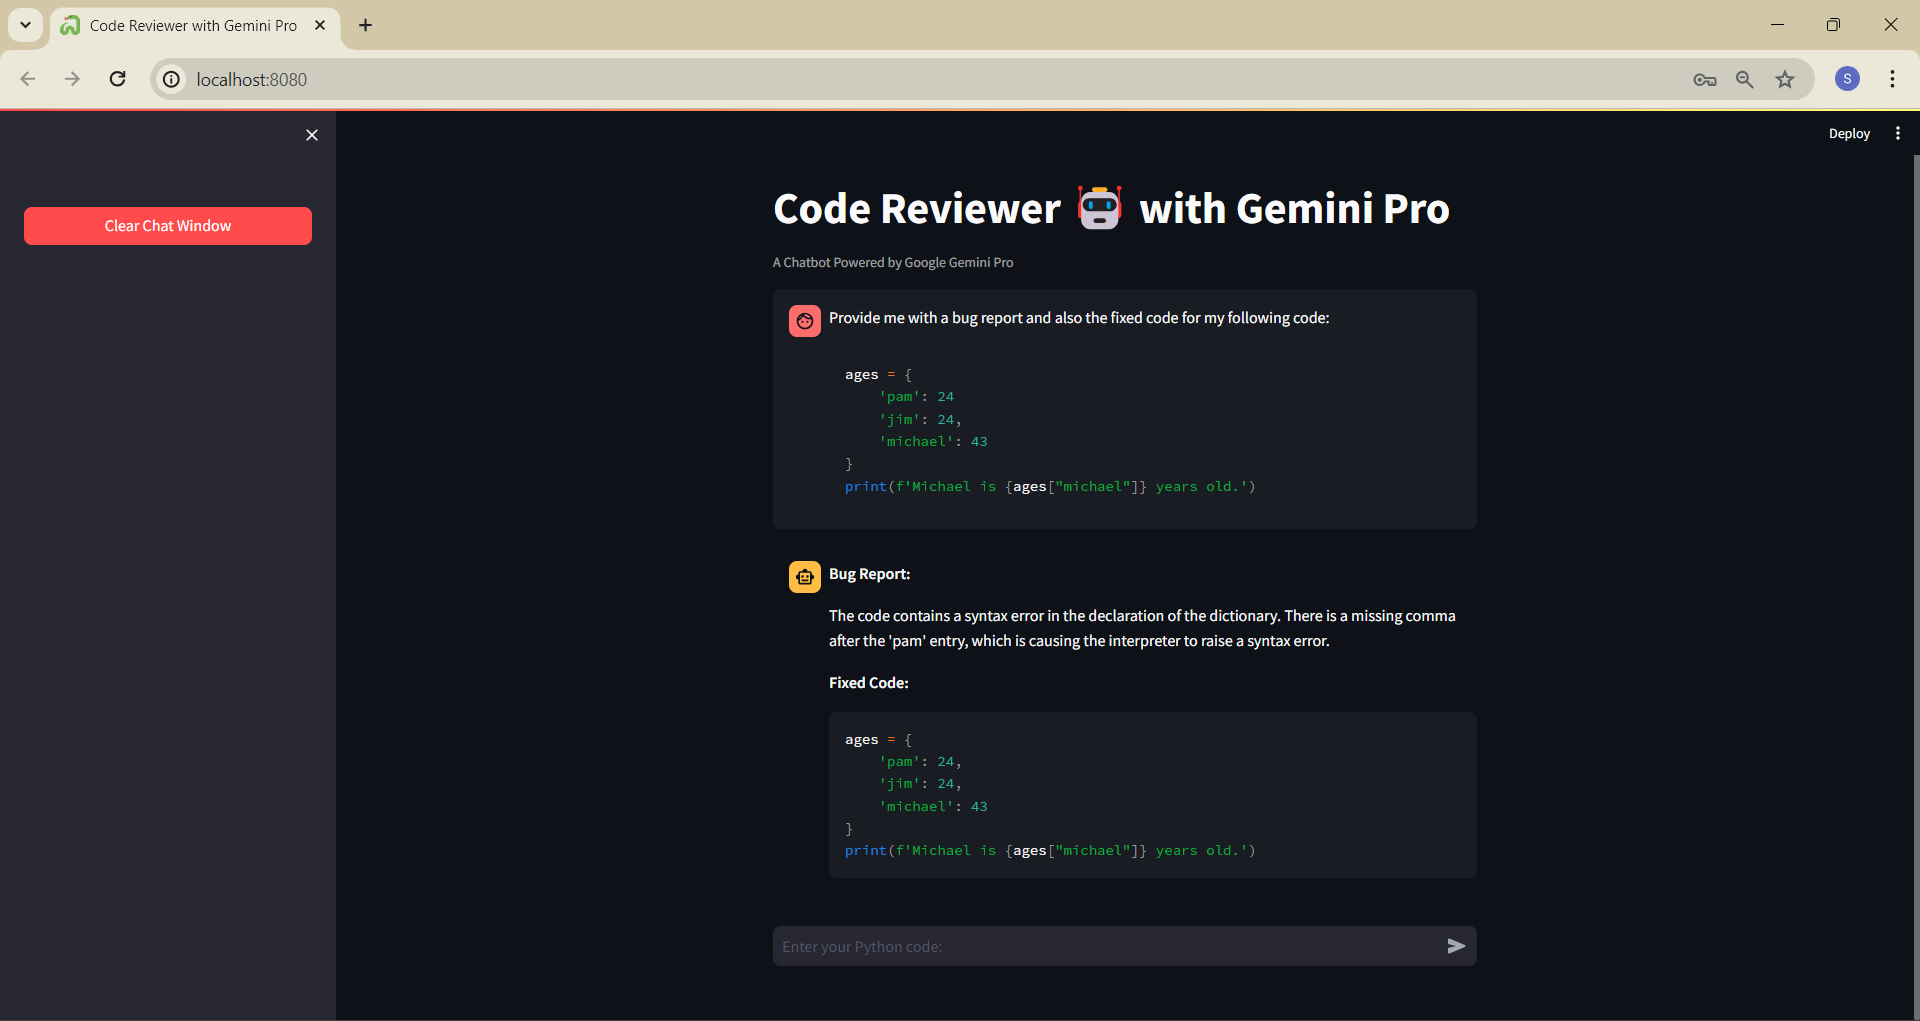 Code Reviewer with Gemini Pro
localhost:8080
S
Deploy
Clear Chat Window
Code Reviewer 🤖 with Gemini Pro
A Chatbot Powered by Google Gemini Pro
Provide me with a bug report and also the fixed code for my following code:
ages = {
    'pam': 24
    'jim': 24,
    'michael': 43
}
print(f'Michael is {ages["michael"]} years old.')
Bug Report:
The code contains a syntax error in the declaration of the dictionary. There is a missing comma
after the 'pam' entry, which is causing the interpreter to raise a syntax error.
Fixed Code:
ages = {
    'pam': 24,
    'jim': 24,
    'michael': 43
}
print(f'Michael is {ages["michael"]} years old.')
Enter your Python code: